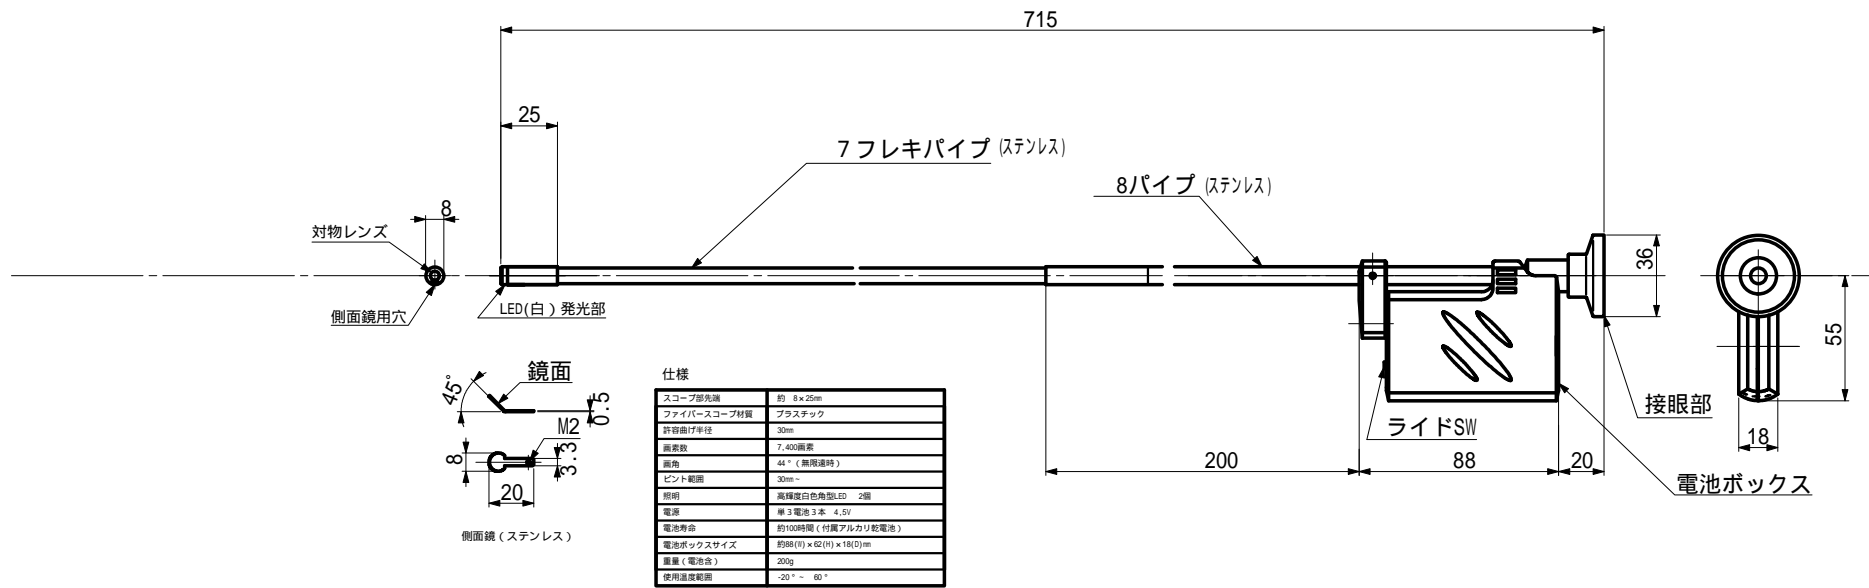 715
25
7 フレキパイプ (ステンレス)
8パイプ (ステンレス)
8
対物レンズ
側面鏡用穴
LED(白)発光部
36
55
18
接眼部
ライドSW
電池ボックス
200
88
20
45°
鏡面
0.5
M2
8
3.3
20
側面鏡(ステンレス)
仕様
スコープ部先端 約 8×25mm
ファイバースコープ材質 プラスチック
許容曲げ半径 30mm
画素数 7,400画素
画角 44°(無限遠時)
ピント範囲 30mm~
照明 高輝度白色角型LED 2個
電源 単3電池3本 4.5V
電池寿命 約100時間(付属アルカリ乾電池)
電池ボックスサイズ 約88(W)×62(H)×18(D)mm
重量(電池含) 200g
使用温度範囲 -20°~ 60°